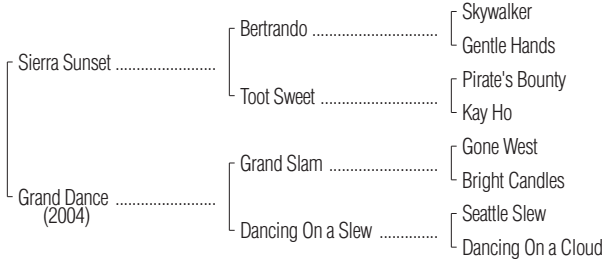 Skywalker
Bertrando ................................
Gentle Hands
Sierra Sunset .........................
Pirate's Bounty
Toot Sweet .............................
Kay Ho
Gone West
Grand Slam ...........................
Bright Candles
Grand Dance .........................
(2004)
Seattle Slew
Dancing On a Slew ..............
Dancing On a Cloud